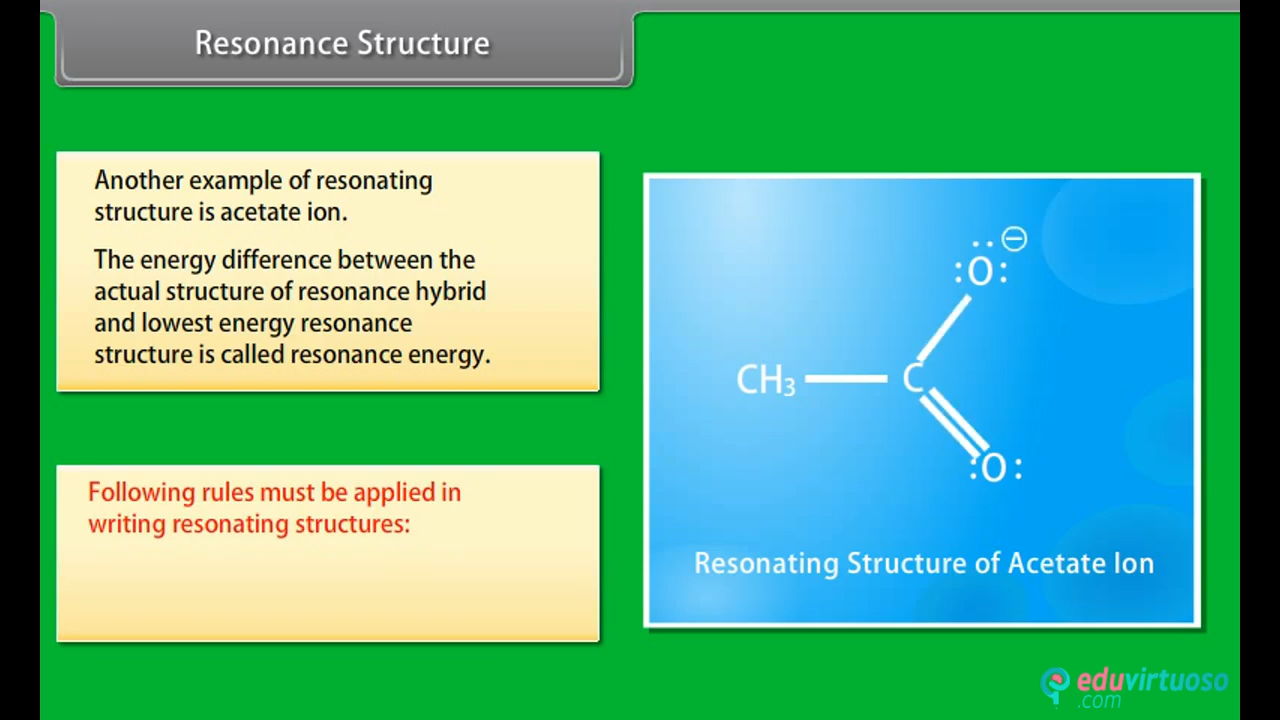 Resonance Structure
Another example of resonating
structure is acetate ion.
The energy difference between the
actual structure of resonance hybrid
and lowest energy resonance
structure is called resonance energy.
Following rules must be applied in
writing resonating structures:
:Ö: ⊖
CH₃ — C
:O:
Resonating Structure of Acetate Ion
eduvirtuoso
.com